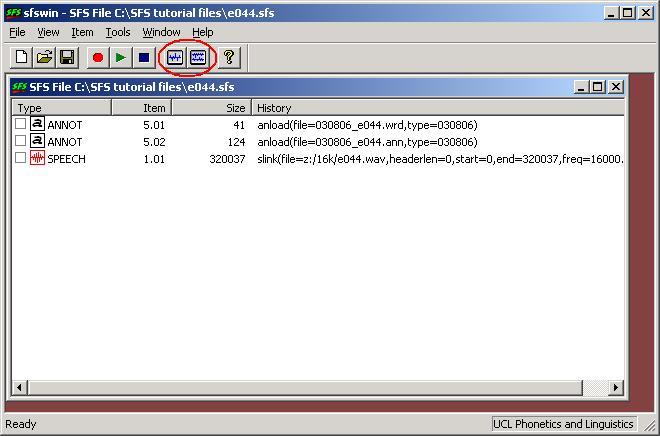 SFS sfswin - SFS File C:\SFS tutorial files\e044.sfs
File View Item Tools Window Help
?
SFS SFS File C:\SFS tutorial files\e044.sfs
Type Item Size History
a ANNOT 5.01 41 anload(file=030806_e044.wrd,type=030806)
a ANNOT 5.02 124 anload(file=030806_e044.ann,type=030806)
SPEECH 1.01 320037 slink(file=z:/16k/e044.wav,headerlen=0,start=0,end=320037,freq=16000.
Ready UCL Phonetics and Linguistics